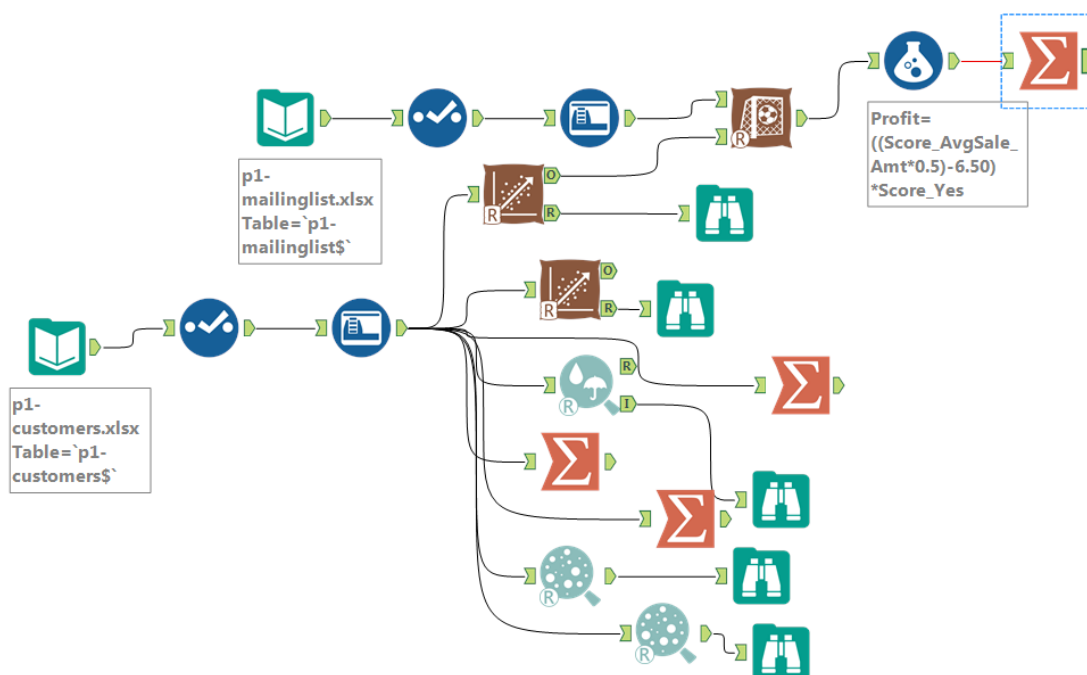 p1-
mailinglist.xlsx
Table=`p1-
mailinglist$`
Profit=
((Score_AvgSale_
Amt*0.5)-6.50)
*Score_Yes
R
R
O
R
R
O
R
p1-
customers.xlsx
Table=`p1-
customers$`
R
R
I
R
R